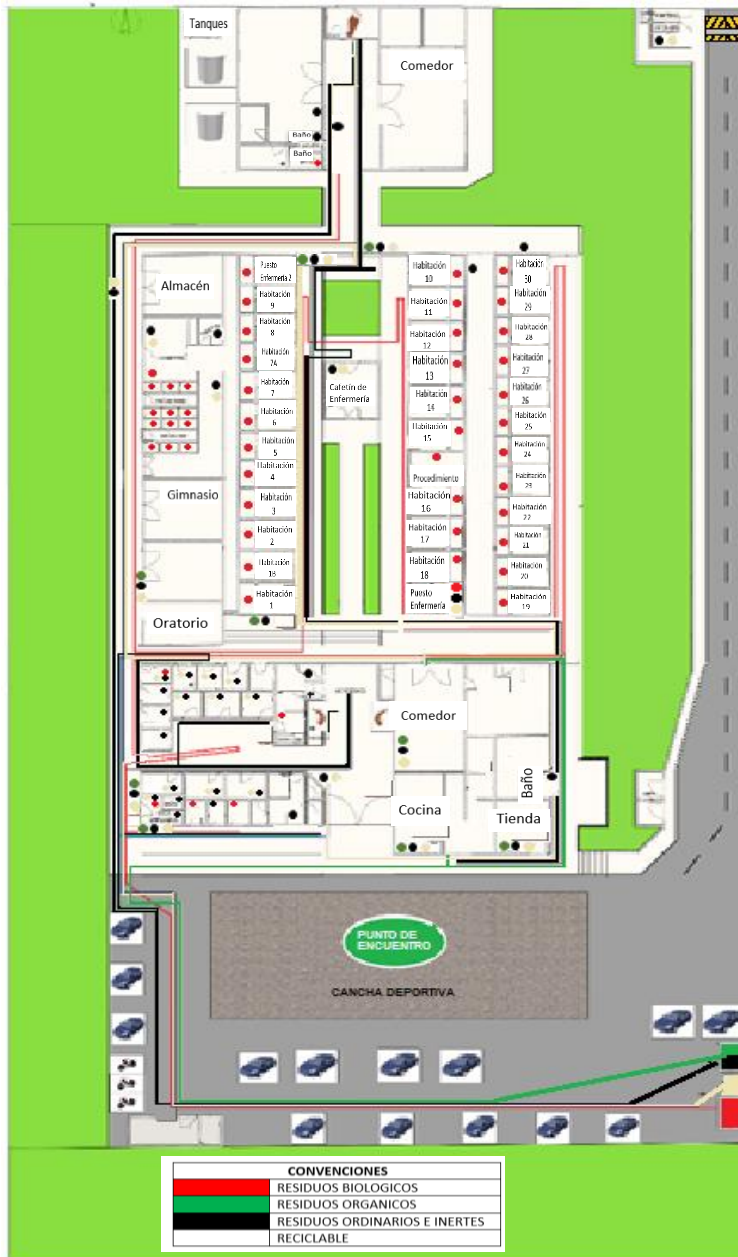 Tanques
Comedor
Baño
Baño
Almacén
Puesto
Enfermería 2
Habitación
9
Habitación
8
Habitación
7A
Habitación
7
Habitación
6
Habitación
5
Habitación
4
Habitación
3
Habitación
2
Habitación
1B
Habitación
1
Gimnasio
Oratorio
Cafetín de
Enfermería
Habitación
10
Habitación
11
Habitación
12
Habitación
13
Habitación
14
Habitación
15
Procedimiento
Habitación
16
Habitación
17
Habitación
18
Puesto
Enfermería
Habitación
30
Habitación
29
Habitación
28
Habitación
27
Habitación
26
Habitación
25
Habitación
24
Habitación
23
Habitación
22
Habitación
21
Habitación
20
Habitación
19
Comedor
Cocina
Baño
Tienda
PUNTO DE
ENCUENTRO
CANCHA DEPORTIVA
CONVENCIONES
RESIDUOS BIOLOGICOS
RESIDUOS ORGANICOS
RESIDUOS ORDINARIOS E INERTES
RECICLABLE